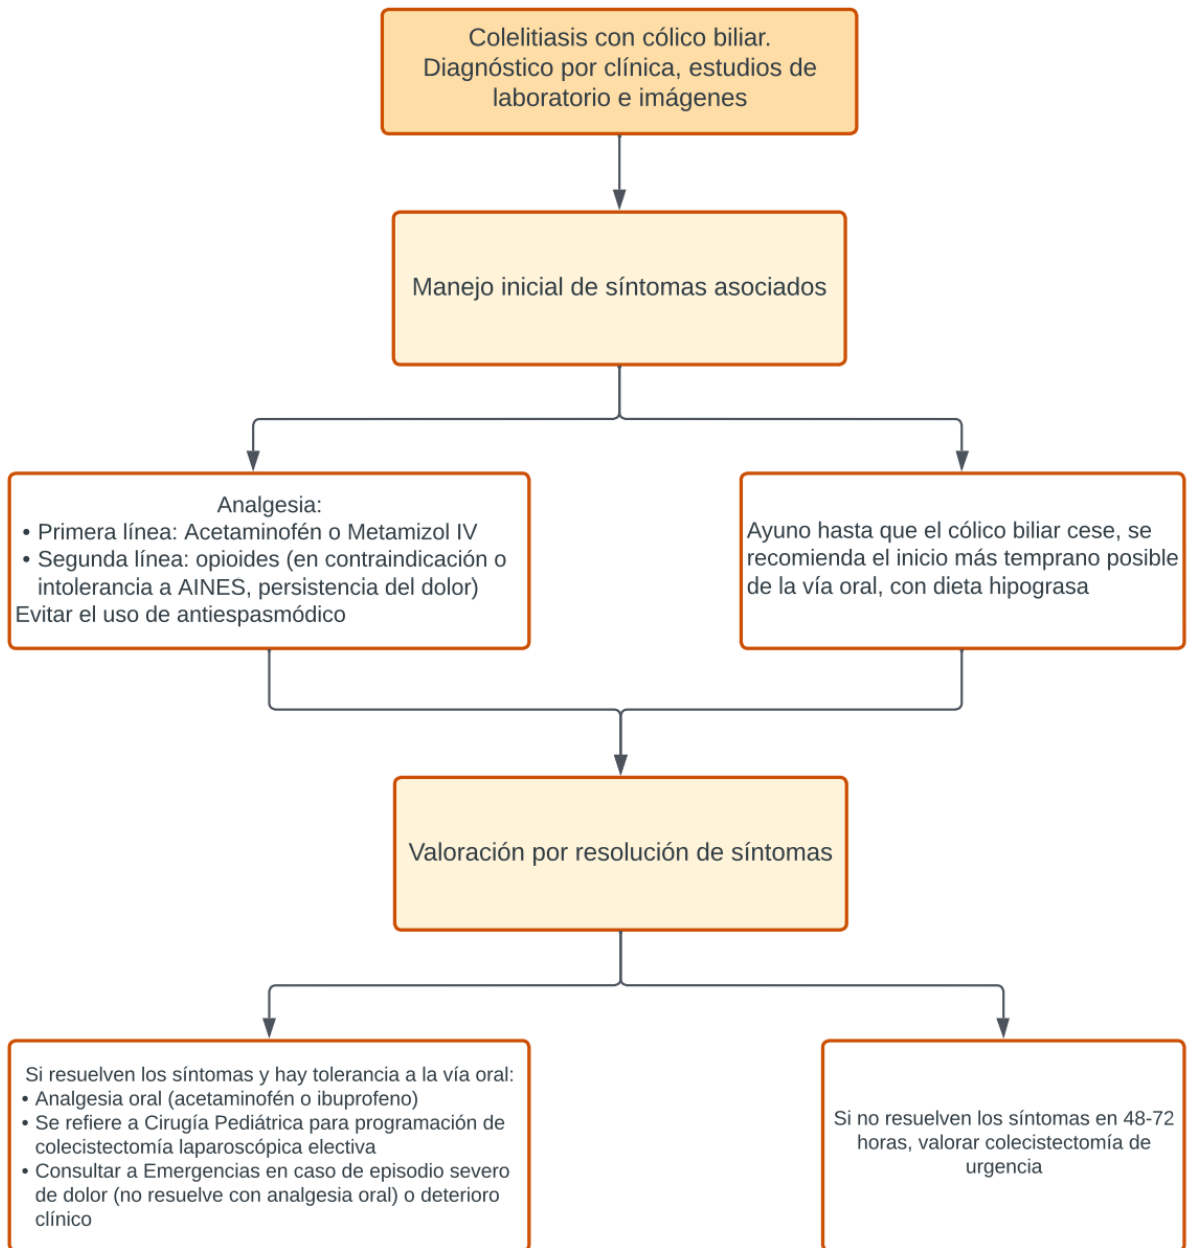 Colelitiasis con cólico biliar.
Diagnóstico por clínica, estudios de
laboratorio e imágenes
Manejo inicial de síntomas asociados
Analgesia:
• Primera línea: Acetaminofén o Metamizol IV
• Segunda línea: opioides (en contraindicación o
intolerancia a AINES, persistencia del dolor)
Evitar el uso de antiespasmódico
Ayuno hasta que el cólico biliar cese, se
recomienda el inicio más temprano posible
de la vía oral, con dieta hipograsa
Valoración por resolución de síntomas
Si resuelven los síntomas y hay tolerancia a la vía oral:
• Analgesia oral (acetaminofén o ibuprofeno)
• Se refiere a Cirugía Pediátrica para programación de
colecistectomía laparoscópica electiva
• Consultar a Emergencias en caso de episodio severo
de dolor (no resuelve con analgesia oral) o deterioro
clínico
Si no resuelven los síntomas en 48-72
horas, valorar colecistectomía de
urgencia